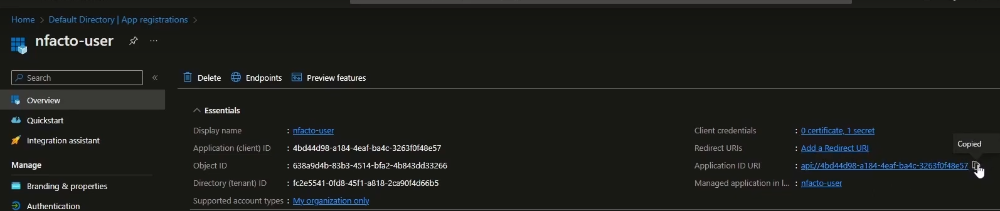 Home > Default Directory | App registrations >
nfacto-user ...
Search «
Delete Endpoints Preview features
Overview
Essentials
Quickstart
Display name : nfacto-user Client credentials : 0 certificate, 1 secret
Integration assistant
Application (client) ID : 4bd44d98-a184-4eaf-ba4c-3263f0f48e57 Redirect URIs : Add a Redirect URI
Copied
Manage
Object ID : 638a9d4b-83b3-4514-bfa2-4b843dd33266 Application ID URI : api://4bd44d98-a184-4eaf-ba4c-3263f0f48e57
Branding & properties
Directory (tenant) ID : fc2e5541-0fd8-45f1-a818-2ca90f4d66b5 Managed application in l... : nfacto-user
Authentication
Supported account types : My organization only